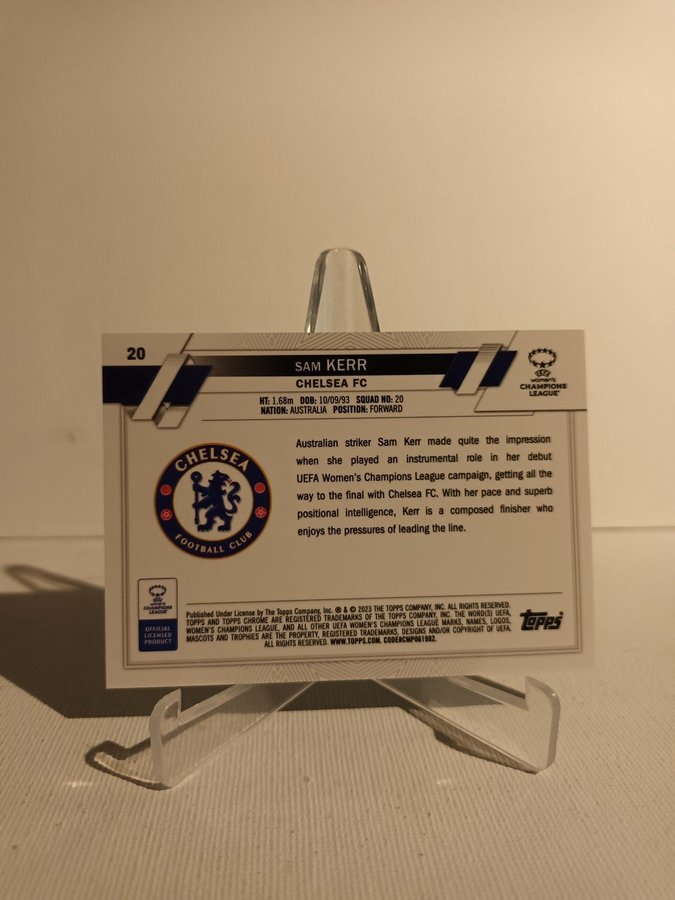 20
SAM KERR
CHELSEA FC
HT: 1.68m DOB: 10/09/93 SQUAD NO: 20
NATION: AUSTRALIA POSITION: FORWARD
UEFA
women's
CHAMPIONS
LEAGUE
CHELSEA
FOOTBALL CLUB
Australian striker Sam Kerr made quite the impression
when she played an instrumental role in her debut
UEFA Women's Champions League campaign, getting all the
way to the final with Chelsea FC. With her pace and superb
positional intelligence, Kerr is a composed finisher who
enjoys the pressures of leading the line.
women's
CHAMPIONS
LEAGUE
OFFICIAL
LICENSED
PRODUCT
Published Under License by The Topps Company, Inc. ® & © 2023 THE TOPPS COMPANY, INC. ALL RIGHTS RESERVED.
TOPPS AND TOPPS CHROME ARE REGISTERED TRADEMARKS OF THE TOPPS COMPANY, INC. THE WORD(S) UEFA,
WOMEN'S CHAMPIONS LEAGUE, AND ALL OTHER UEFA WOMEN'S CHAMPIONS LEAGUE MARKS, NAMES, LOGOS,
MASCOTS AND TROPHIES ARE THE PROPERTY, REGISTERED TRADEMARKS, DESIGNS AND/OR COPYRIGHT OF UEFA.
ALL RIGHTS RESERVED. WWW.TOPPS.COM. CODE#CMP061982.
Topps